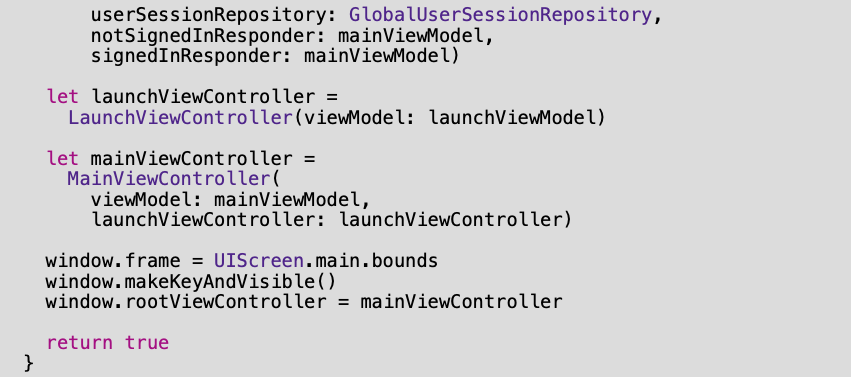 userSessionRepository: GlobalUserSessionRepository,
notSignedInResponder: mainViewModel,
signedInResponder: mainViewModel)
let launchViewController =
LaunchViewController(viewModel: launchViewModel)
let mainViewController =
MainViewController(
viewModel: mainViewModel,
launchViewController: launchViewController)
window.frame = UIScreen.main.bounds
window.makeKeyAndVisible()
window.rootViewController = mainViewController
return true
}